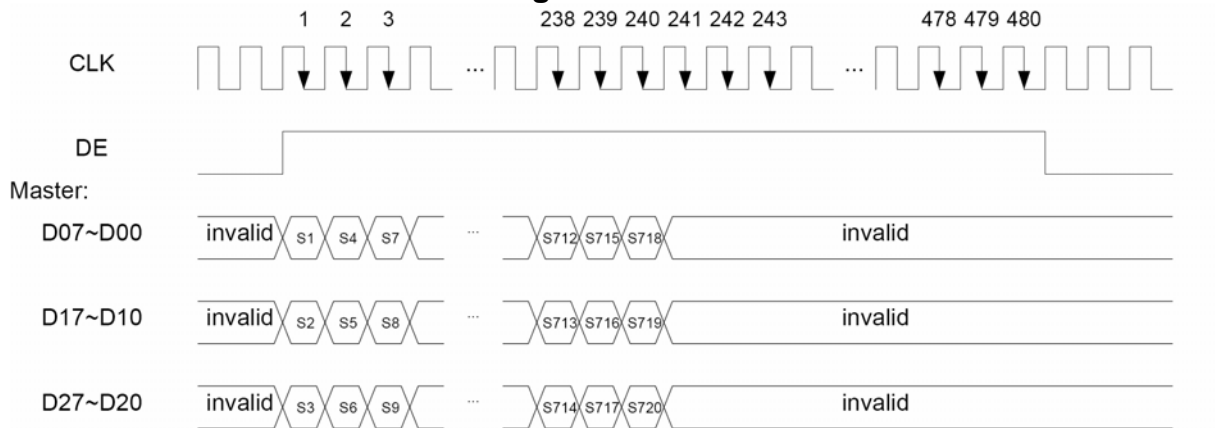 1 2 3 238 239 240 241 242 243 478 479 480
CLK ... ...
DE
Master:
D07~D00 invalid S1 S4 S7 ... S712 S715 S718 invalid
D17~D10 invalid S2 S5 S8 ... S713 S716 S719 invalid
D27~D20 invalid S3 S6 S9 ... S714 S717 S720 invalid